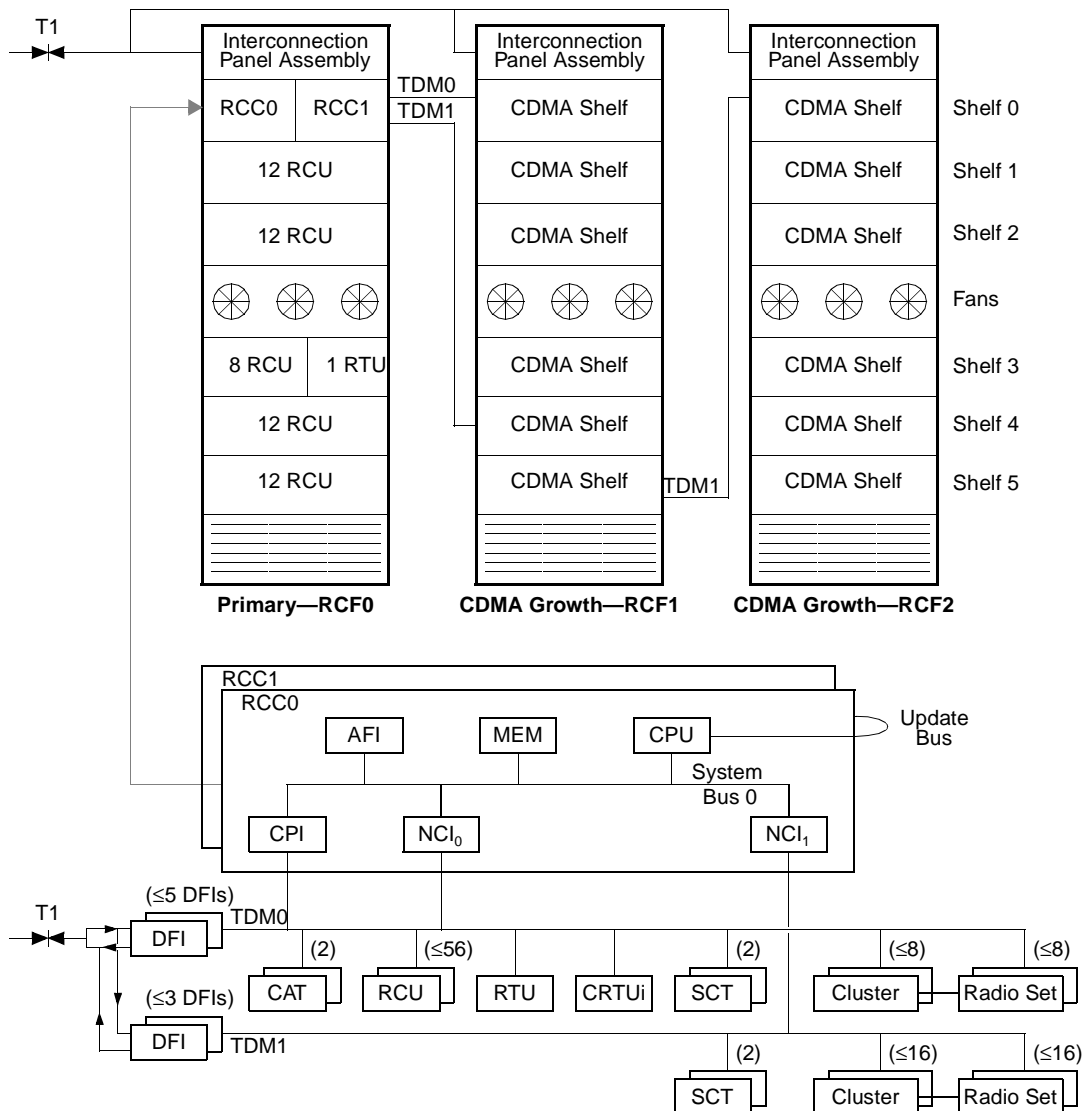 T1
Interconnection
Panel Assembly
Interconnection
Panel Assembly
Interconnection
Panel Assembly
RCC0
RCC1
TDM0
TDM1
CDMA Shelf
CDMA Shelf
Shelf 0
12 RCU
CDMA Shelf
CDMA Shelf
Shelf 1
12 RCU
CDMA Shelf
CDMA Shelf
Shelf 2
Fans
8 RCU
1 RTU
CDMA Shelf
CDMA Shelf
Shelf 3
12 RCU
CDMA Shelf
CDMA Shelf
Shelf 4
12 RCU
CDMA Shelf
TDM1
CDMA Shelf
Shelf 5
Primary—RCF0
CDMA Growth—RCF1
CDMA Growth—RCF2
RCC1
RCC0
AFI
MEM
CPU
Update
Bus
System
Bus 0
CPI
NCI₀
NCI₁
(≤5 DFIs)
T1
TDM0
DFI
(2)
(≤56)
(2)
(≤8)
(≤8)
CAT
RCU
RTU
CRTUi
SCT
Cluster
Radio Set
(≤3 DFIs)
DFI
TDM1
(2)
(≤16)
(≤16)
SCT
Cluster
Radio Set